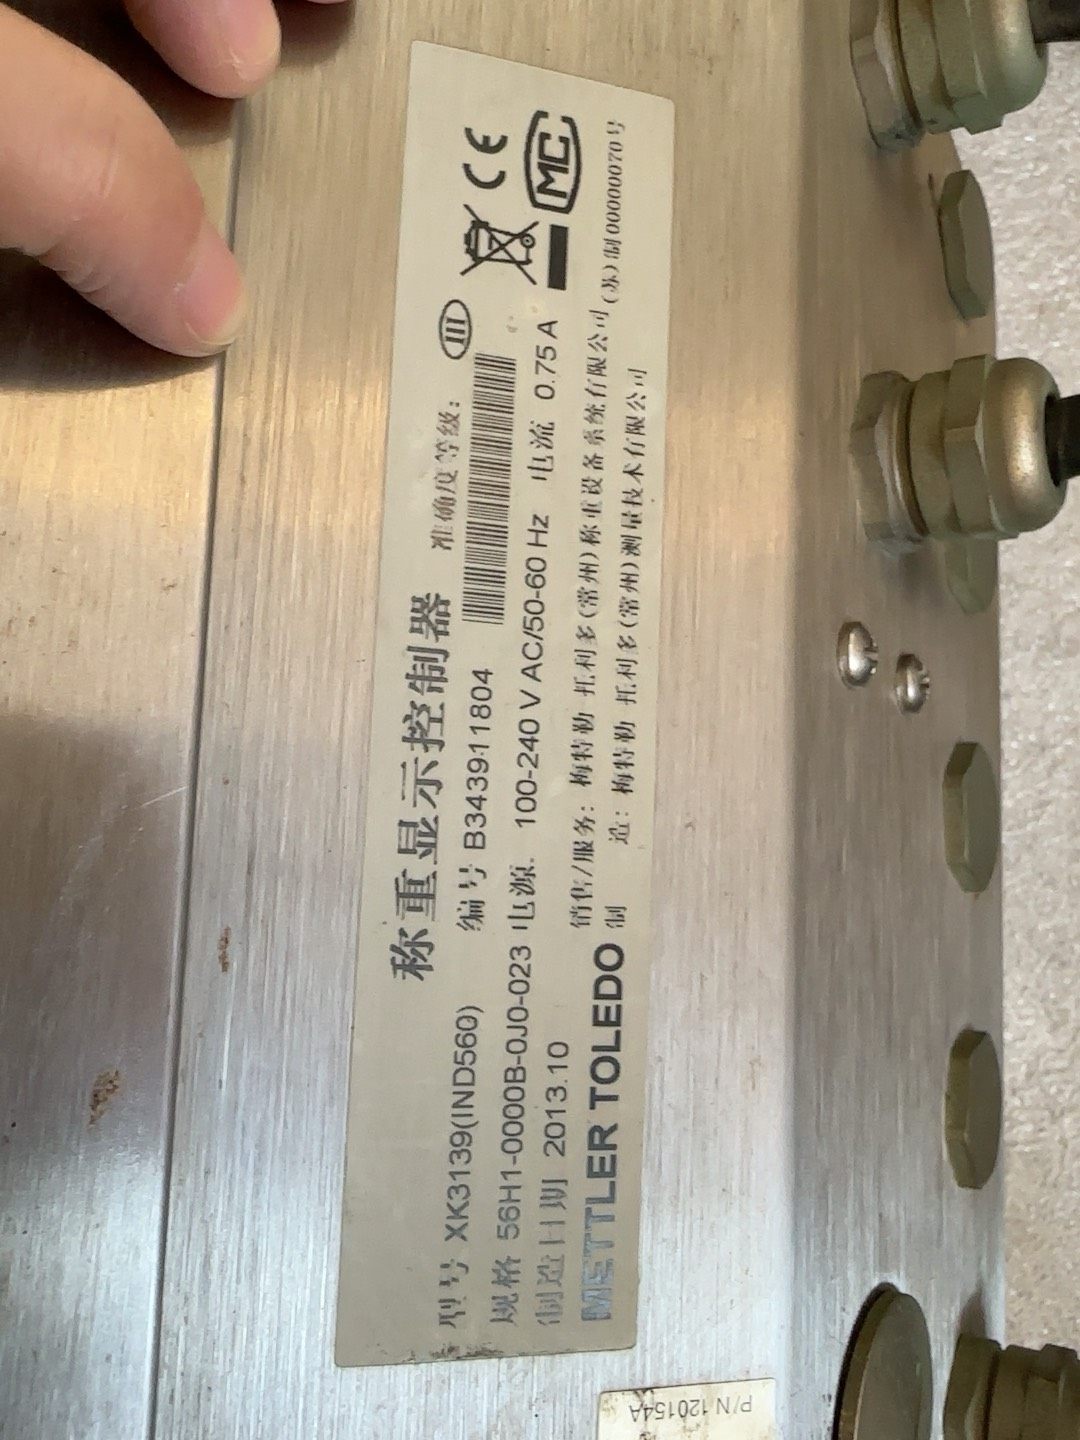 称重显示控制器
准确度等级: III
型号 XK3139(IND560)
编号 B343911804
规格 56H1-0000B-0J0-023 电源 100-240 V AC/50-60 Hz 电流 0.75 A
制造日期 2013.10
CE
MC
METTLER TOLEDO
销售/服务: 梅特勒 托利多(常州)称重设备系统有限公司(苏)制00000070号
制 造: 梅特勒 托利多(常州)测量技术有限公司
P/N 120154A